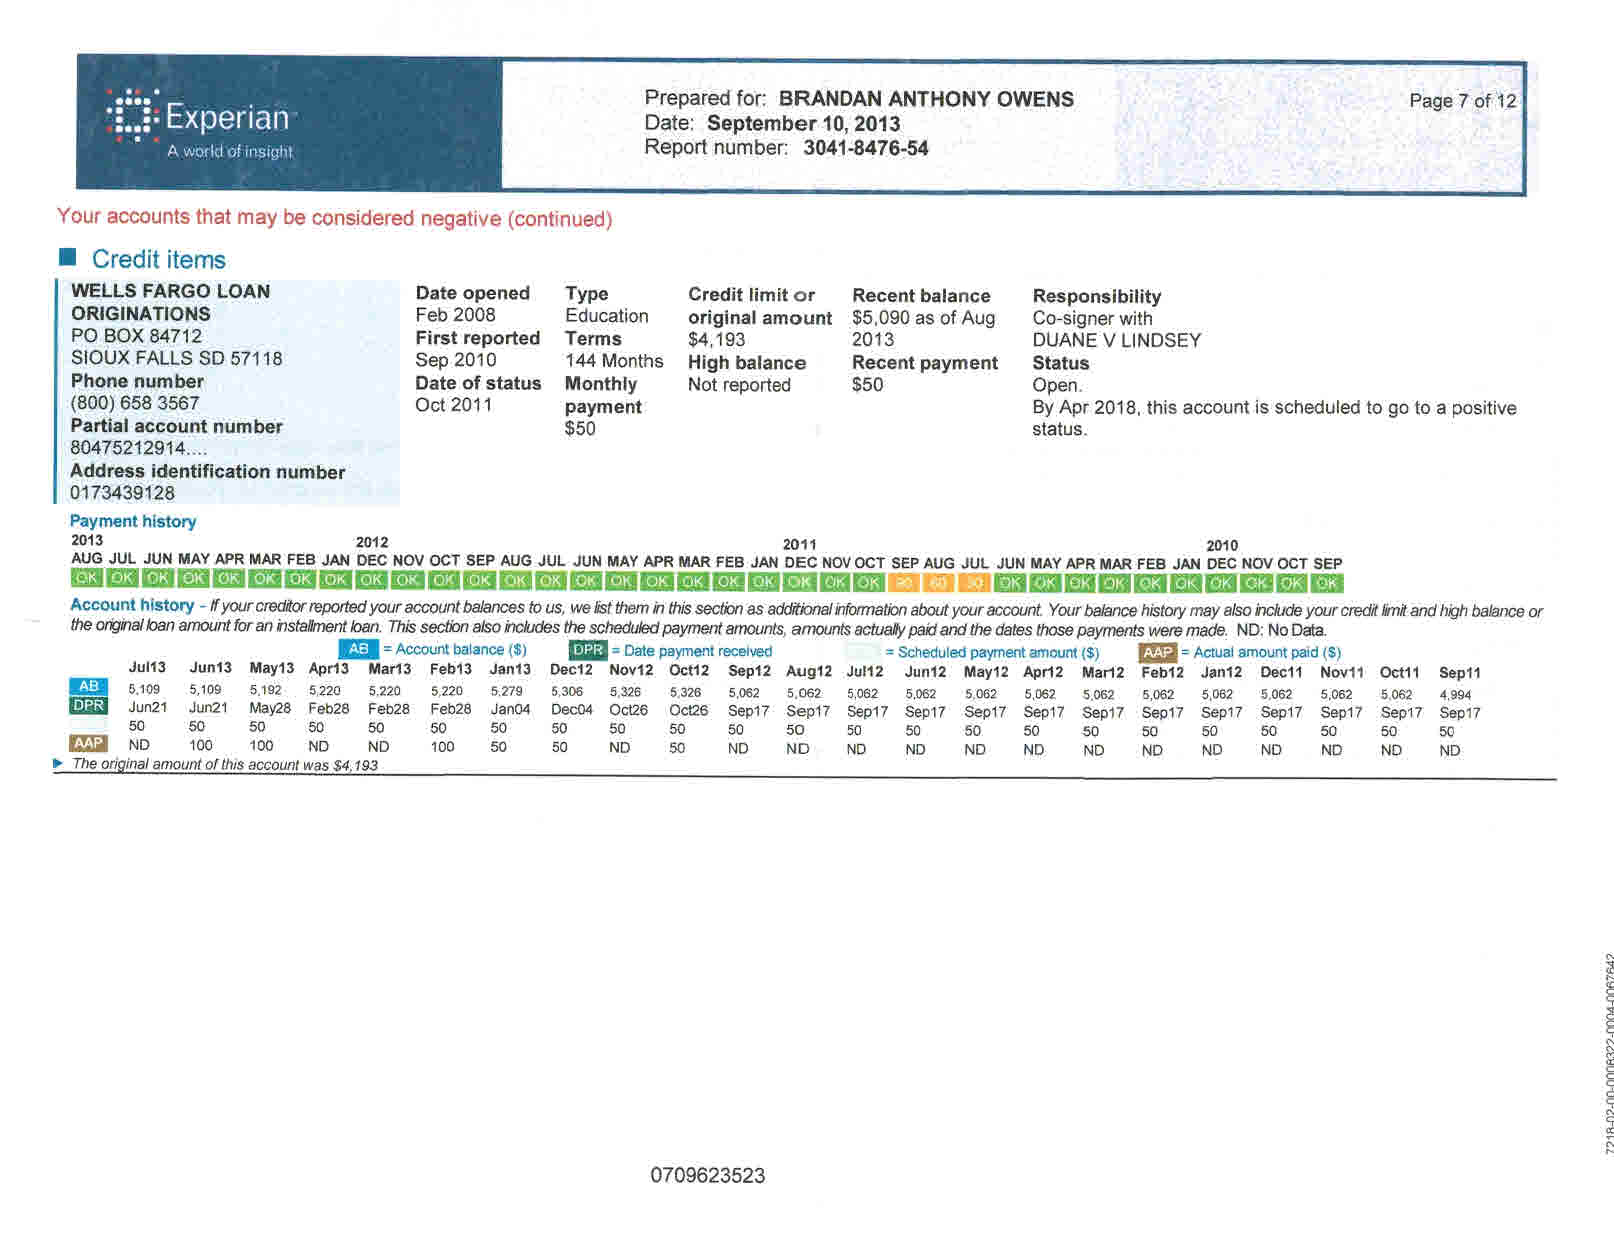 Experian
A world of insight
Prepared for: BRANDAN ANTHONY OWENS
Date: September 10, 2013
Report number: 3041-8476-54
Page 7 of 12
Your accounts that may be considered negative (continued)
Credit items
WELLS FARGO LOAN
ORIGINATIONS
PO BOX 84712
SIOUX FALLS SD 57118
Phone number
(800) 658 3567
Partial account number
80475212914....
Address identification number
0173439128
Date opened
Feb 2008
First reported
Sep 2010
Date of status
Oct 2011
Type
Education
Terms
144 Months
Monthly
payment
$50
Credit limit or
original amount
$4,193
High balance
Not reported
Recent balance
$5,090 as of Aug
2013
Recent payment
$50
Responsibility
Co-signer with
DUANE V LINDSEY
Status
Open.
By Apr 2018, this account is scheduled to go to a positive
status.
Payment history
2013 2012 2011 2010
AUG JUL JUN MAY APR MAR FEB JAN DEC NOV OCT SEP AUG JUL JUN MAY APR MAR FEB JAN DEC NOV OCT SEP AUG JUL JUN MAY APR MAR FEB JAN DEC NOV OCT SEP
OK OK OK OK OK OK OK OK OK OK OK OK OK OK OK OK OK OK OK OK OK OK OK 90 60 30 OK OK OK OK OK OK OK OK OK OK
Account history - If your creditor reported your account balances to us, we list them in this section as additional information about your account. Your balance history may also include your credit limit and high balance or
the original loan amount for an installment loan. This section also includes the scheduled payment amounts, amounts actually paid and the dates those payments were made. ND: No Data.
AB = Account balance ($) DPR = Date payment received = Scheduled payment amount ($) AAP = Actual amount paid ($)
Jul13 Jun13 May13 Apr13 Mar13 Feb13 Jan13 Dec12 Nov12 Oct12 Sep12 Aug12 Jul12 Jun12 May12 Apr12 Mar12 Feb12 Jan12 Dec11 Nov11 Oct11 Sep11
AB 5,109 5,109 5,192 5,220 5,220 5,220 5,279 5,306 5,326 5,326 5,062 5,062 5,062 5,062 5,062 5,062 5,062 5,062 5,062 5,062 5,062 5,062 4,994
DPR Jun21 Jun21 May28 Feb28 Feb28 Feb28 Jan04 Dec04 Oct26 Oct26 Sep17 Sep17 Sep17 Sep17 Sep17 Sep17 Sep17 Sep17 Sep17 Sep17 Sep17 Sep17 Sep17
50 50 50 50 50 50 50 50 50 50 50 50 50 50 50 50 50 50 50 50 50 50 50
AAP ND 100 100 ND ND 100 50 50 ND 50 ND ND ND ND ND ND ND ND ND ND ND ND ND
The original amount of this account was $4,193
7218-02-00-0008322-0004-0067642
0709623523